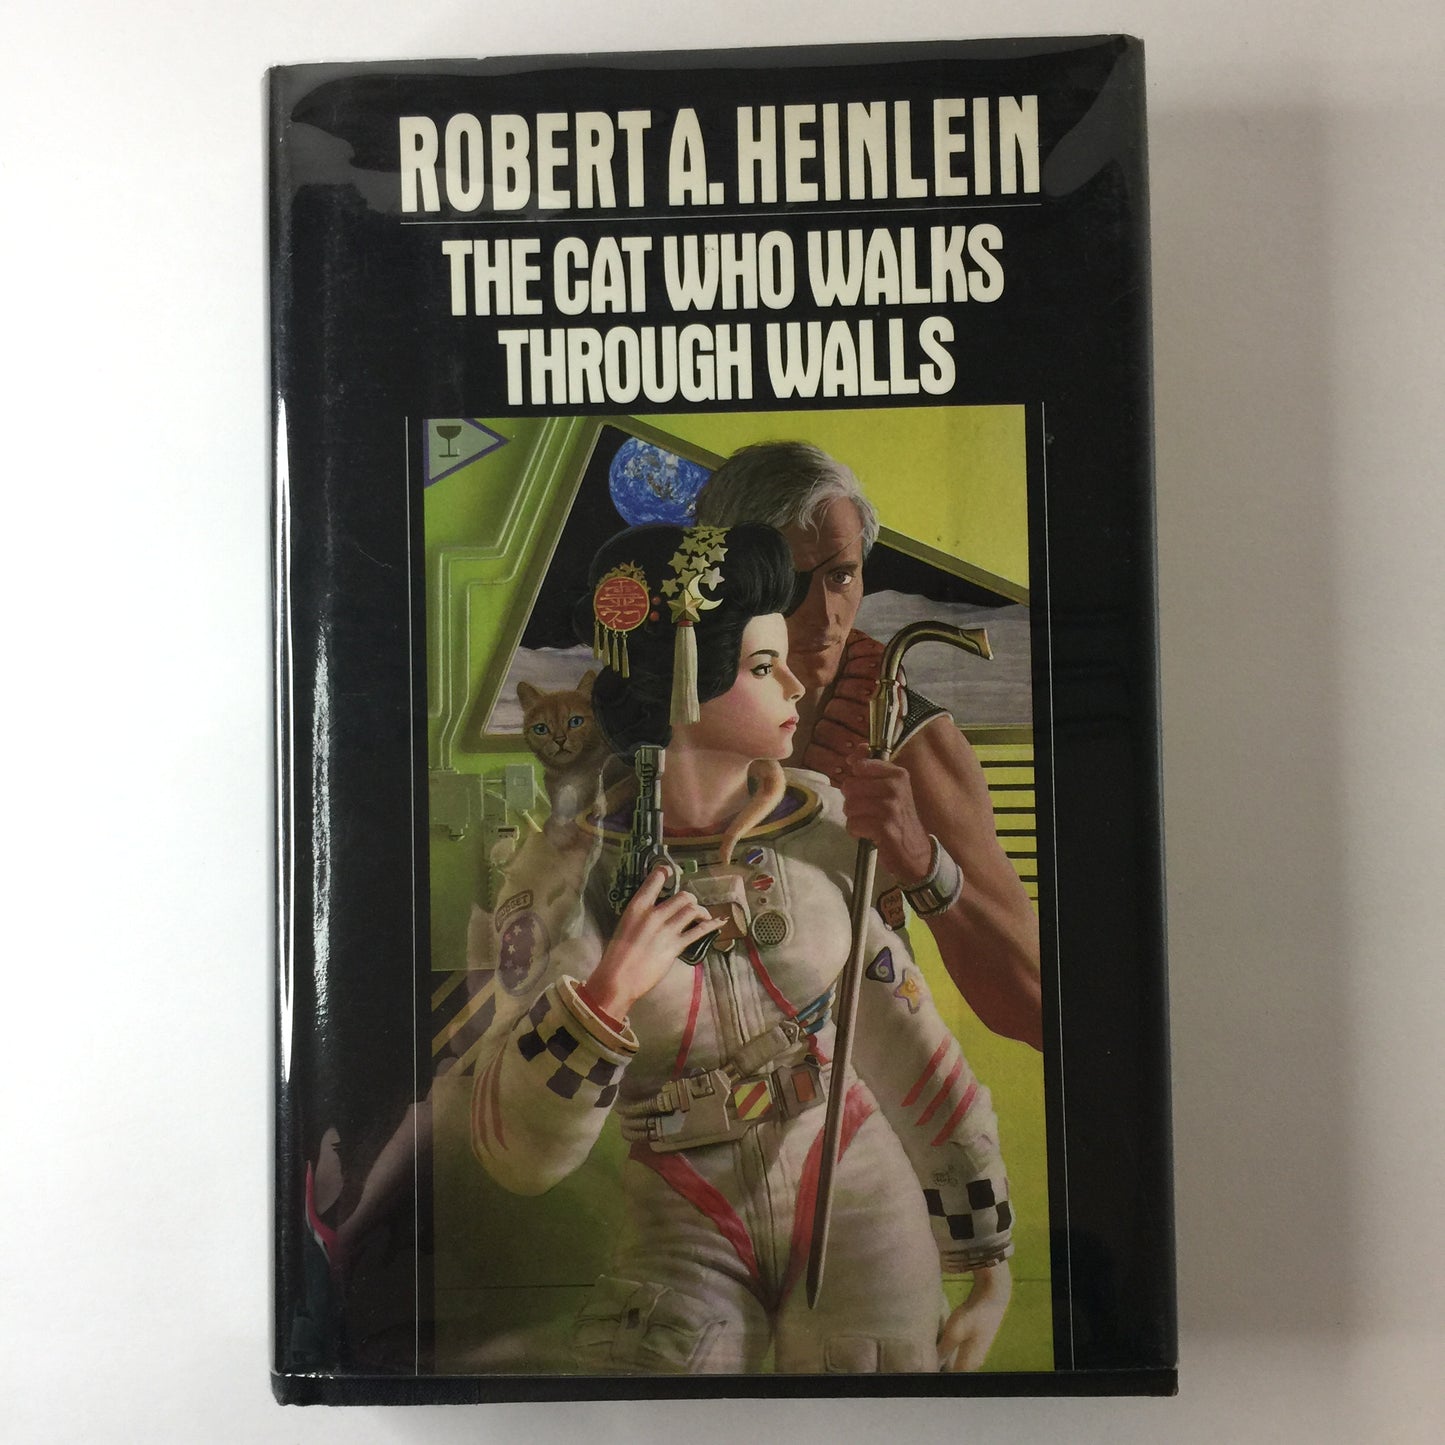 ROBERT A. HEINLEIN
THE CAT WHO WALKS
THROUGH WALLS